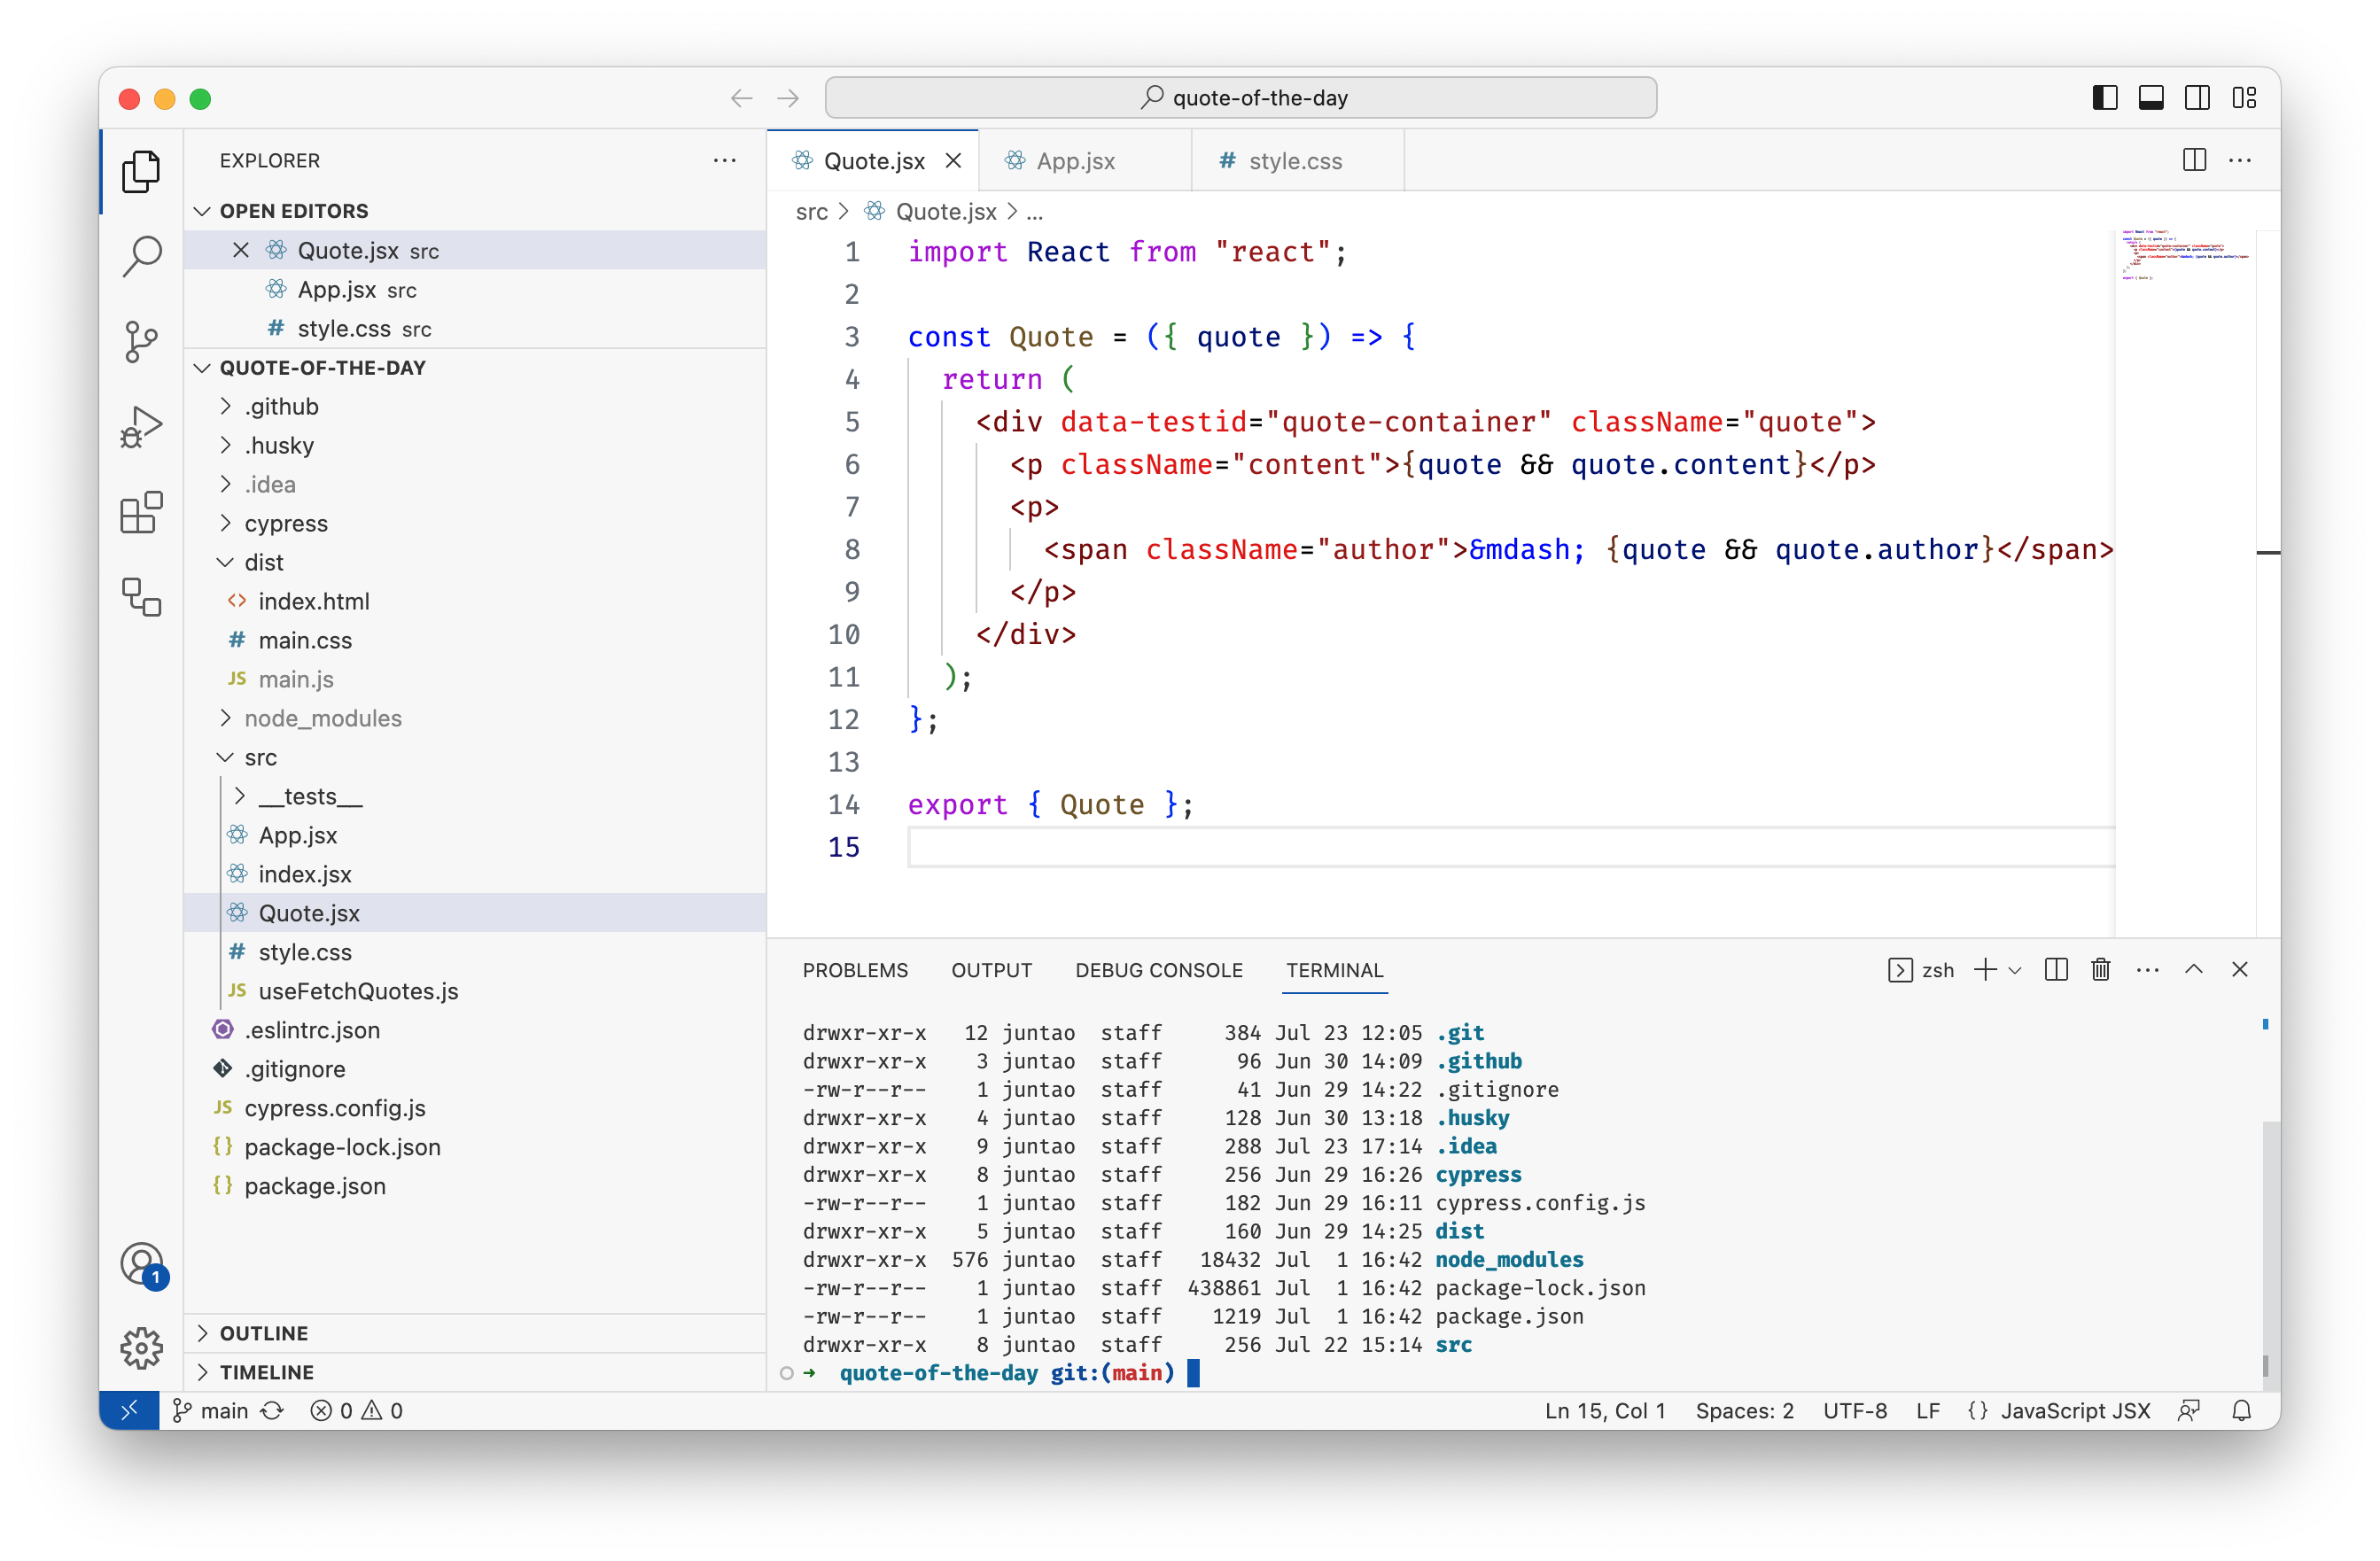 quote-of-the-day
EXPLORER
OPEN EDITORS
Quote.jsx src
App.jsx src
style.css src
QUOTE-OF-THE-DAY
.github
.husky
.idea
cypress
dist
index.html
main.css
JS main.js
node_modules
src
__tests__
App.jsx
index.jsx
Quote.jsx
style.css
JS useFetchQuotes.js
.eslintrc.json
.gitignore
JS cypress.config.js
package-lock.json
package.json
OUTLINE
TIMELINE
1
Quote.jsx
App.jsx
# style.css
src > Quote.jsx > ...
1 import React from "react";
2
3 const Quote = ({ quote }) => {
4 return (
5 <div data-testid="quote-container" className="quote">
6 <p className="content">{quote && quote.content}</p>
7 <p>
8 <span className="author">&mdash; {quote && quote.author}</span>
9 </p>
10 </div>
11 );
12 };
13
14 export { Quote };
15
PROBLEMS OUTPUT DEBUG CONSOLE TERMINAL zsh
drwxr-xr-x 12 juntao staff 384 Jul 23 12:05 .git
drwxr-xr-x 3 juntao staff 96 Jun 30 14:09 .github
-rw-r--r-- 1 juntao staff 41 Jun 29 14:22 .gitignore
drwxr-xr-x 4 juntao staff 128 Jun 30 13:18 .husky
drwxr-xr-x 9 juntao staff 288 Jul 23 17:14 .idea
drwxr-xr-x 8 juntao staff 256 Jun 29 16:26 cypress
-rw-r--r-- 1 juntao staff 182 Jun 29 16:11 cypress.config.js
drwxr-xr-x 5 juntao staff 160 Jun 29 14:25 dist
drwxr-xr-x 576 juntao staff 18432 Jul 1 16:42 node_modules
-rw-r--r-- 1 juntao staff 438861 Jul 1 16:42 package-lock.json
-rw-r--r-- 1 juntao staff 1219 Jul 1 16:42 package.json
drwxr-xr-x 8 juntao staff 256 Jul 22 15:14 src
➜ quote-of-the-day git:(main)
main 0 0
Ln 15, Col 1 Spaces: 2 UTF-8 LF {} JavaScript JSX